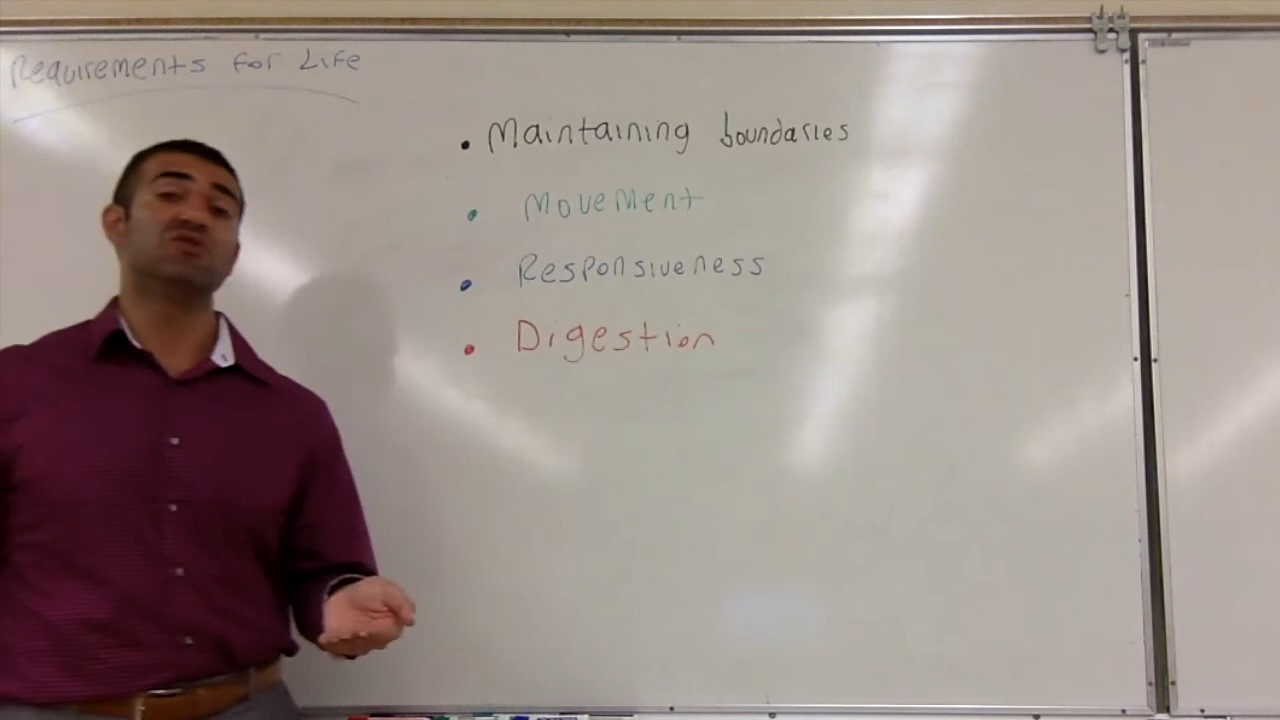 Requirements for Life
• Maintaining boundaries
• Movement
• Responsiveness
• Digestion